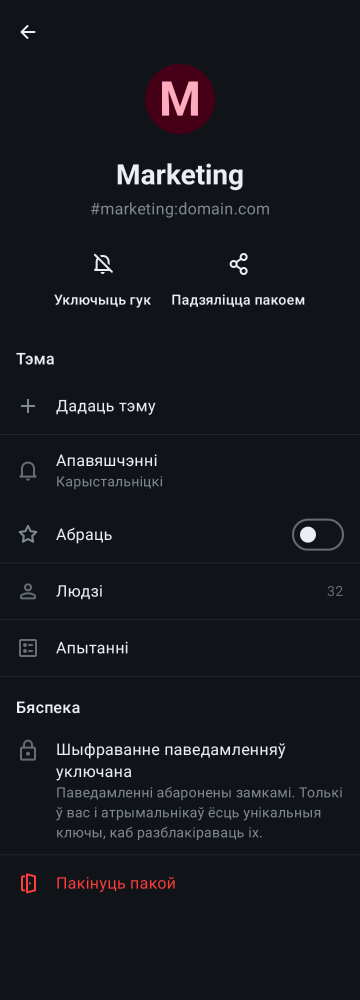 M
Marketing
#marketing:domain.com
Уключыць гук
Падзяліцца пакоем
Тэма
Дадаць тэму
Апавяшчэнні
Карыстальніцкі
Абраць
Людзі
32
Апытанні
Бяспека
Шыфраванне паведамленняў
уключана
Паведамленні абаронены замкамі. Толькі
ў вас і атрымальнікаў ёсць унікальныя
ключы, каб разблакіраваць іх.
Пакінуць пакой